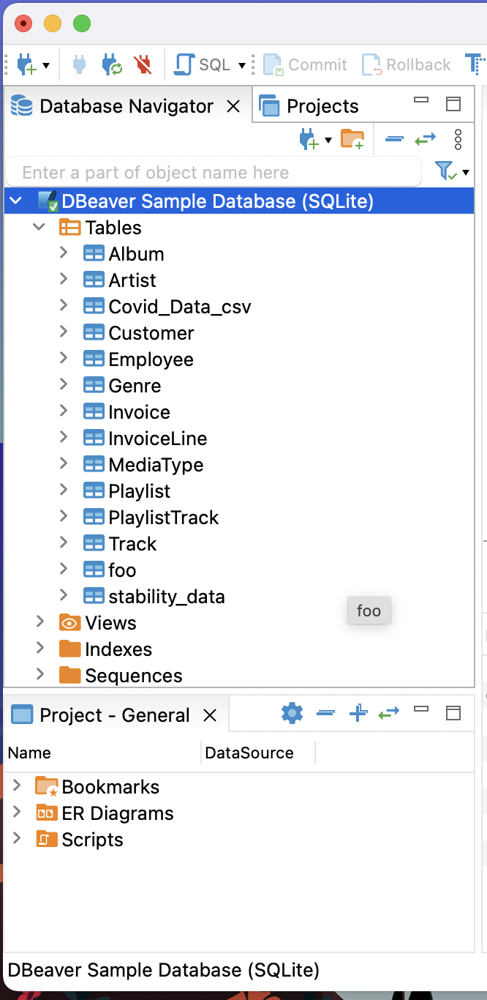 SQL
Commit
Rollback
Database Navigator
Projects
Enter a part of object name here
DBeaver Sample Database (SQLite)
Tables
Album
Artist
Covid_Data_csv
Customer
Employee
Genre
Invoice
InvoiceLine
MediaType
Playlist
PlaylistTrack
Track
foo
stability_data
foo
Views
Indexes
Sequences
Project - General
Name DataSource
Bookmarks
ER Diagrams
Scripts
DBeaver Sample Database (SQLite)